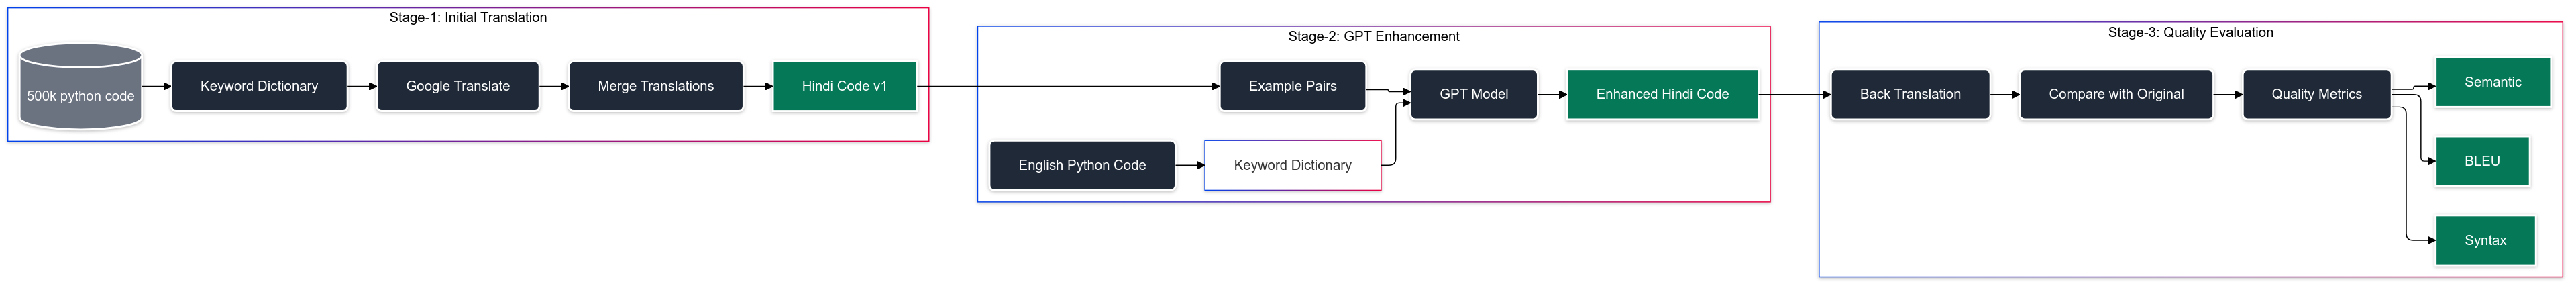 Stage-1: Initial Translation
500k python code
Keyword Dictionary
Google Translate
Merge Translations
Hindi Code v1
Stage-2: GPT Enhancement
Example Pairs
English Python Code
Keyword Dictionary
GPT Model
Enhanced Hindi Code
Stage-3: Quality Evaluation
Back Translation
Compare with Original
Quality Metrics
Semantic
BLEU
Syntax